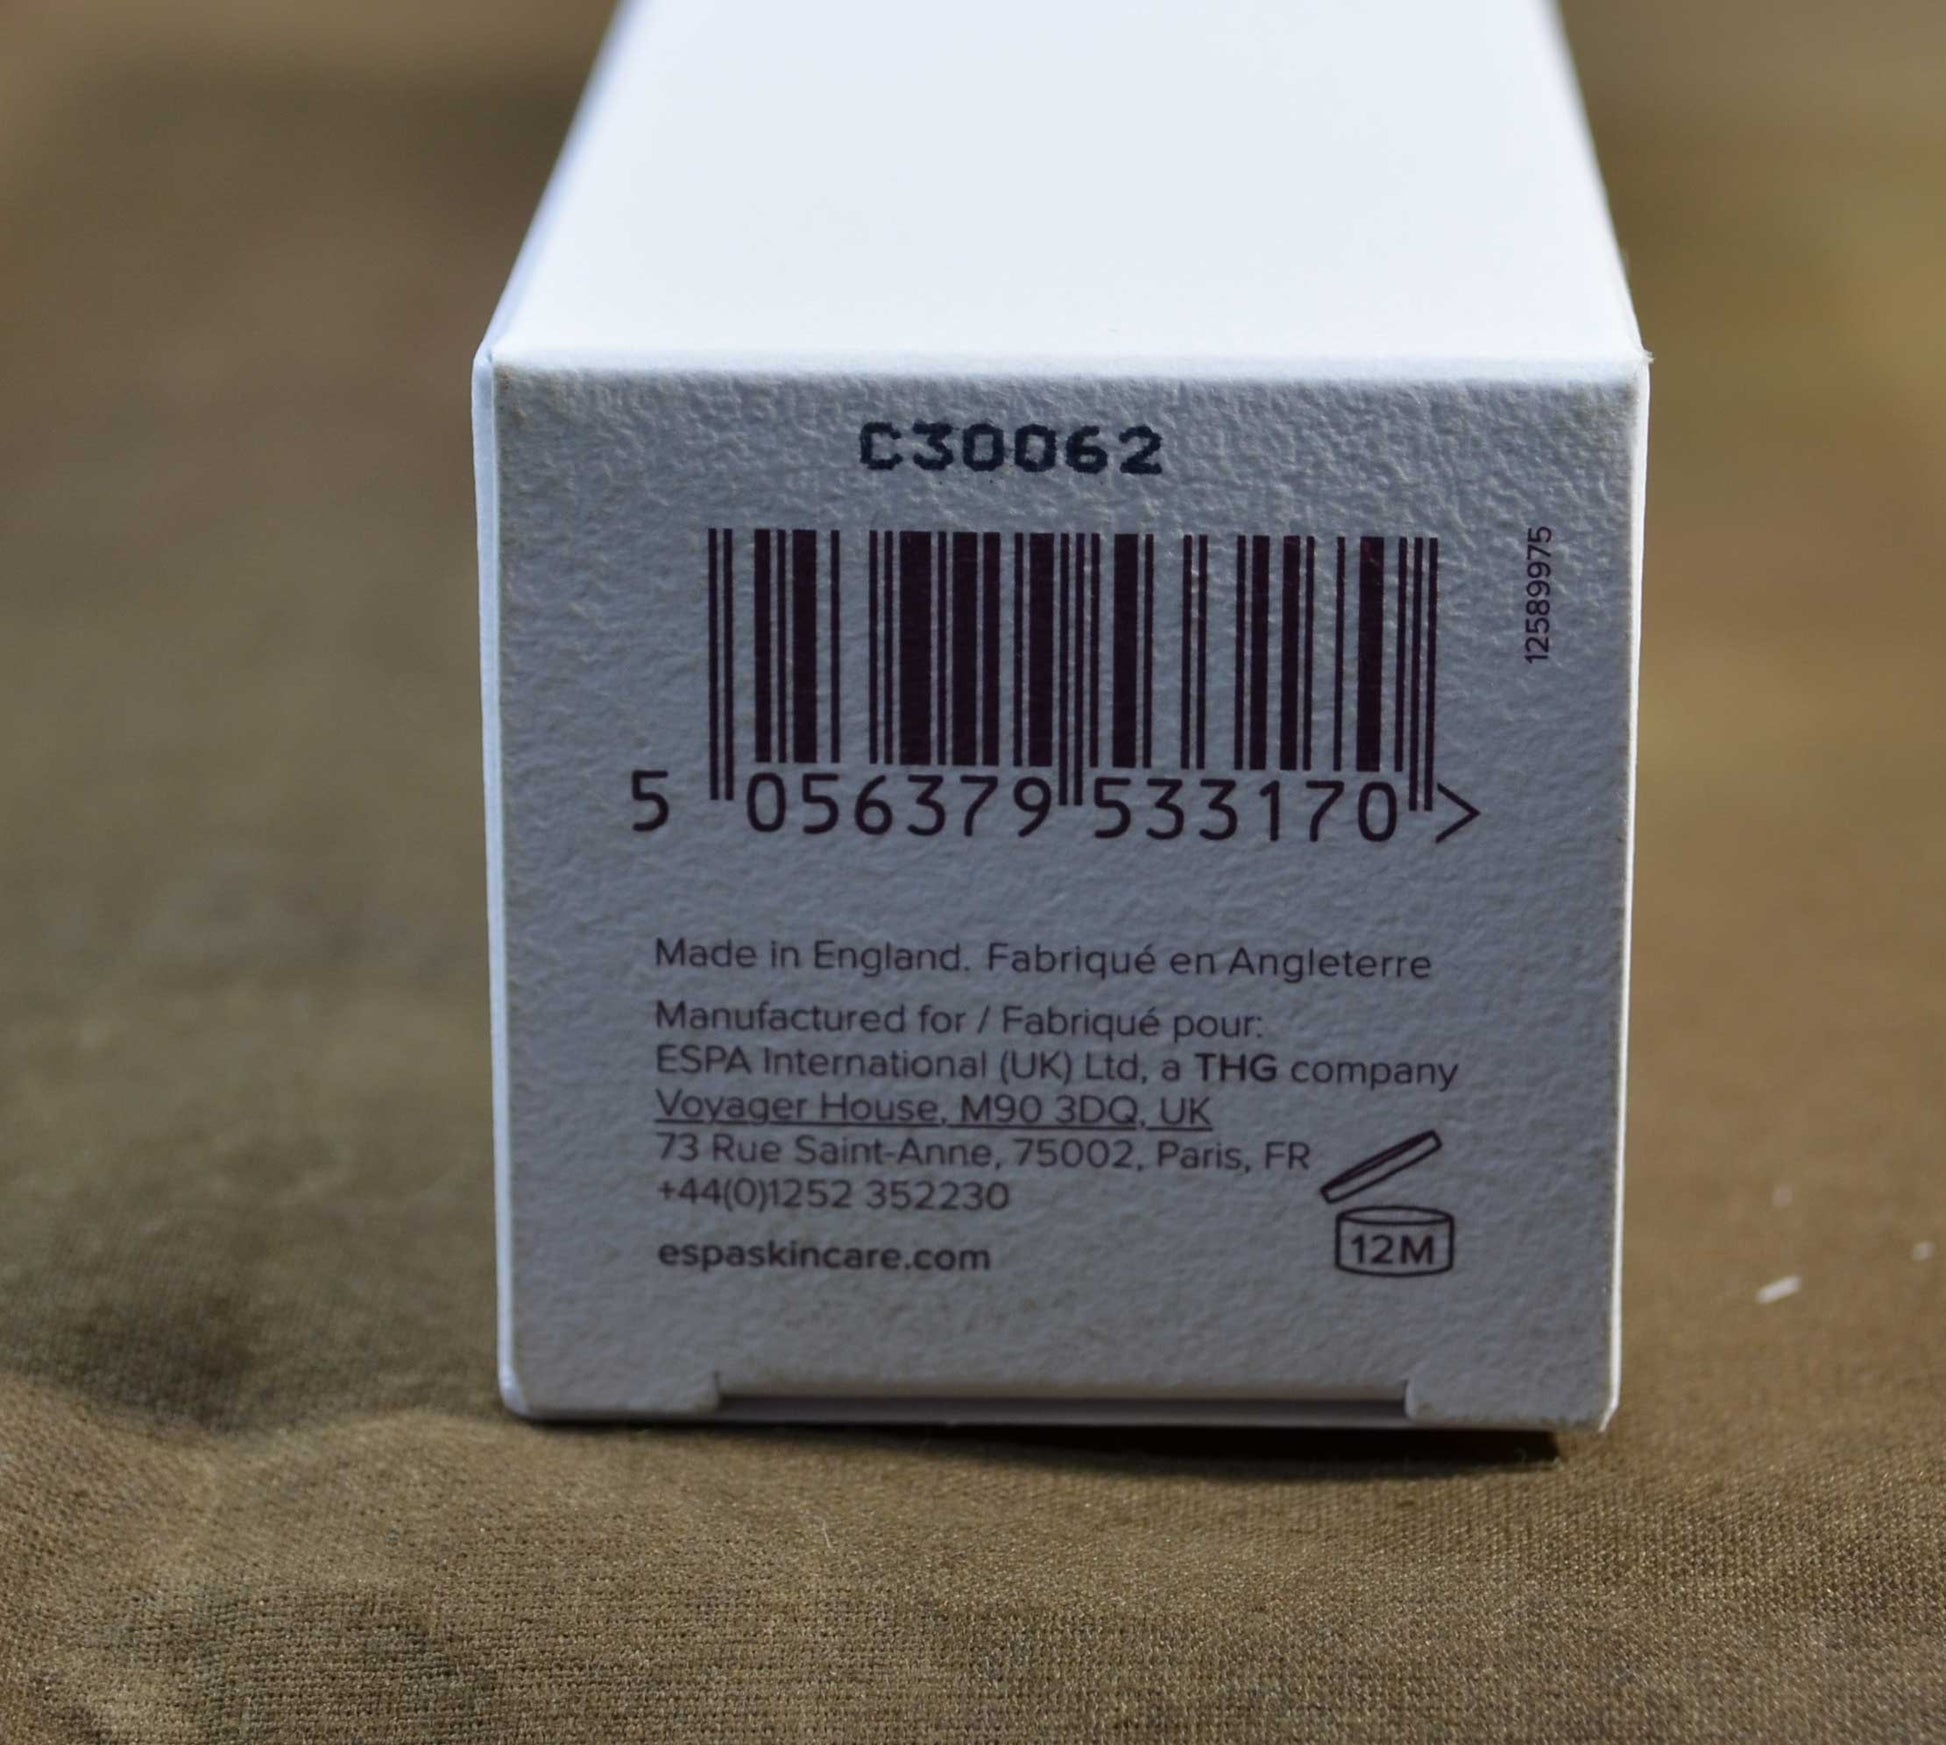 C30062
12589975
5 056379 533170 >
Made in England. Fabriqué en Angleterre
Manufactured for / Fabriqué pour:
ESPA International (UK) Ltd, a THG company
Voyager House, M90 3DQ, UK
73 Rue Saint-Anne, 75002, Paris, FR
+44(0)1252 352230
espaskincare.com
12M